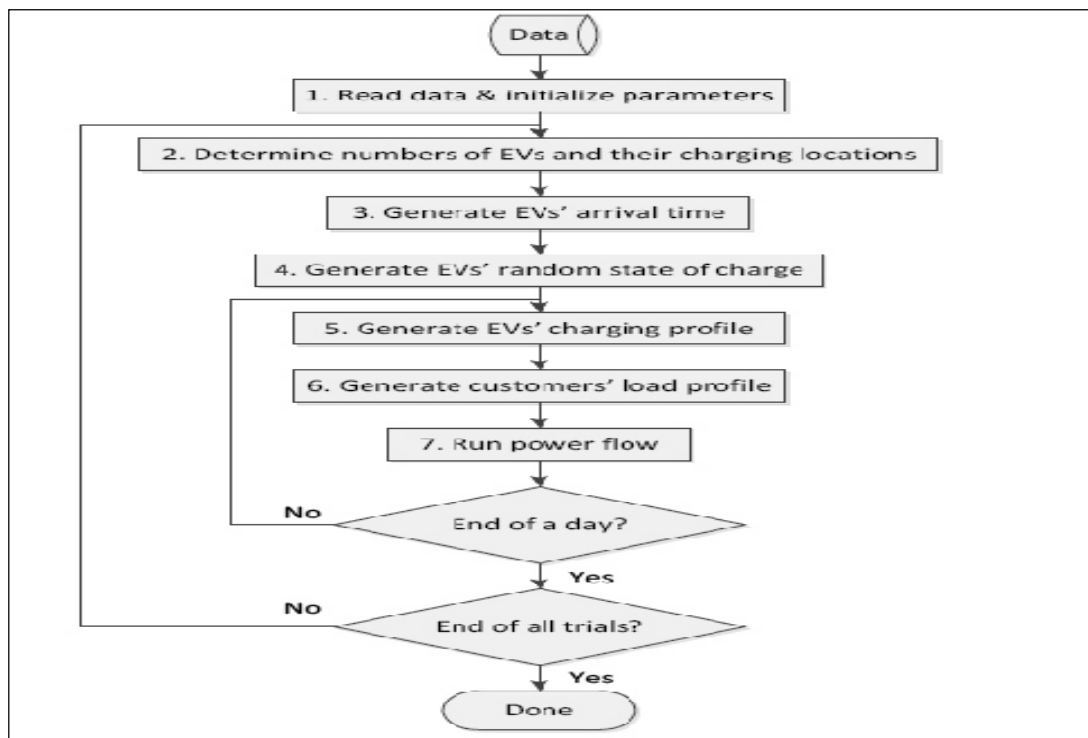 Data
1. Read data & initialize parameters
2. Determine numbers of EVs and their charging locations
3. Generate EVs' arrival time
4. Generate EVs' random state of charge
5. Generate EVs' charging profile
6. Generate customers' load profile
7. Run power flow
No
End of a day?
Yes
No
End of all trials?
Yes
Done